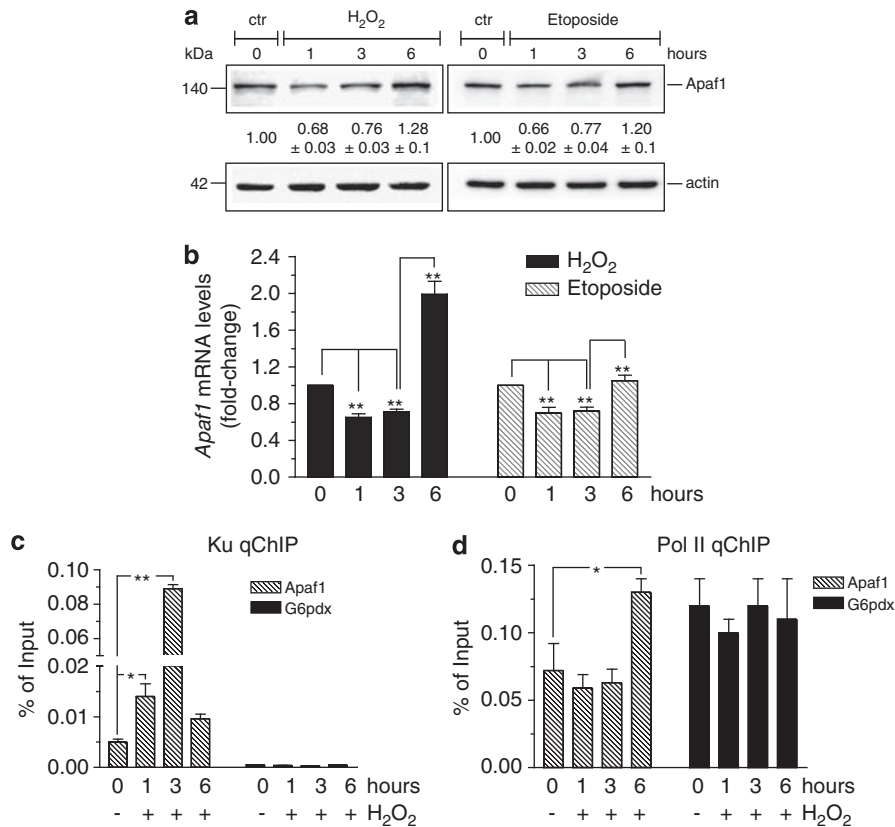 a
ctr H₂O₂ ctr Etoposide
kDa 0 1 3 6 0 1 3 6 hours
140 Apaf1
1.00 0.68 ± 0.03 0.76 ± 0.03 1.28 ± 0.1 1.00 0.66 ± 0.02 0.77 ± 0.04 1.20 ± 0.1
42 actin
b
Apaf1 mRNA levels
(fold-change)
2.4
2.0
1.6
1.2
0.8
0.4
0.0
H₂O₂
Etoposide
** ** ** ** ** **
0 1 3 6 0 1 3 6 hours
c Ku qChIP
% of Input
0.10
0.08
0.06
0.02
0.01
0.00
** *
Apaf1
G6pdx
0 1 3 6 0 1 3 6 hours
- + + + - + + + H₂O₂
d Pol II qChIP
% of Input
0.15
0.10
0.05
0
*
Apaf1
G6pdx
0 1 3 6 0 1 3 6 hours
- + + + - + + + H₂O₂